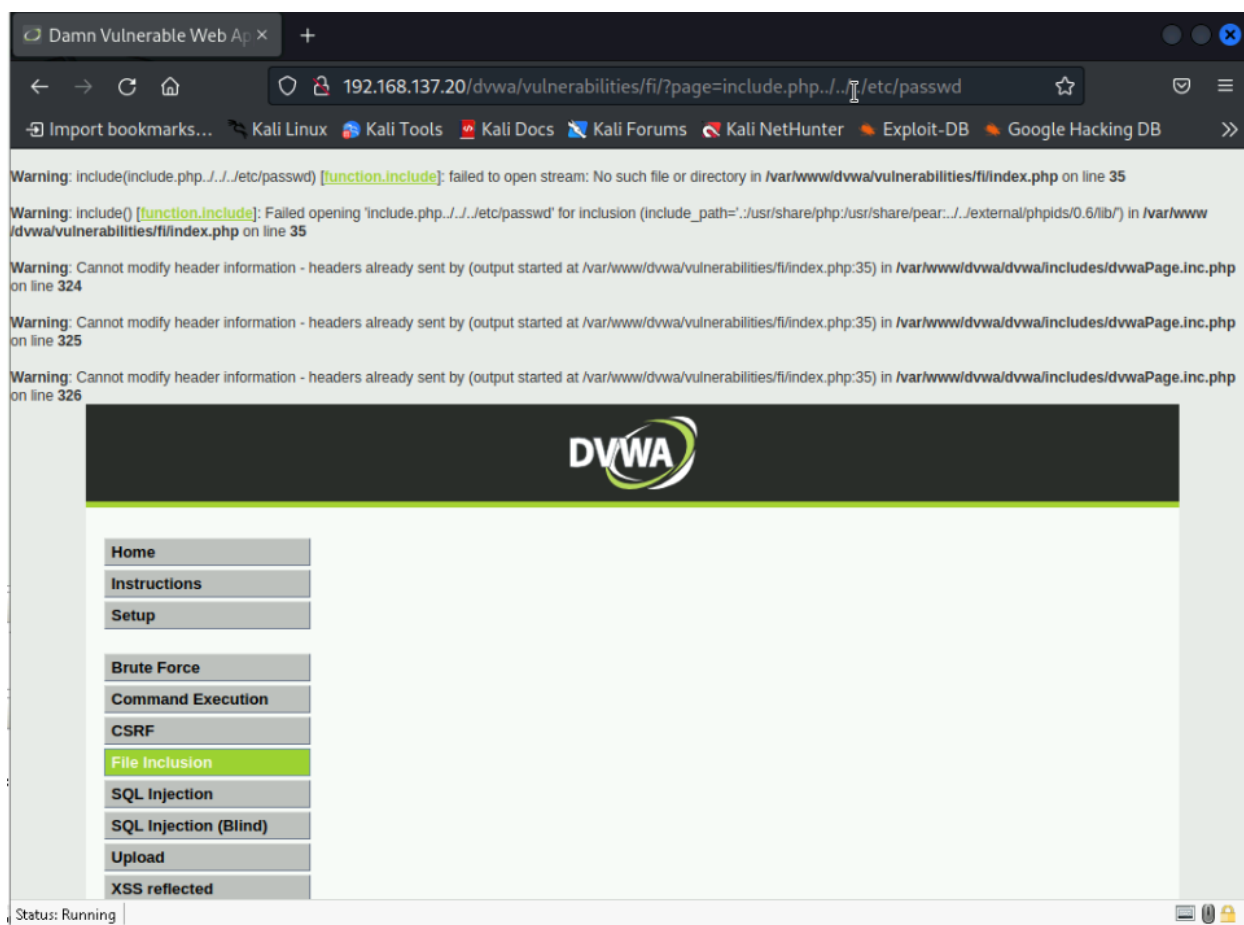 Damn Vulnerable Web Ap ×
+
192.168.137.20/dvwa/vulnerabilities/fi/?page=include.php../../../etc/passwd
Import bookmarks... Kali Linux Kali Tools Kali Docs Kali Forums Kali NetHunter Exploit-DB Google Hacking DB »
Warning: include(include.php../../../etc/passwd) [function.include]: failed to open stream: No such file or directory in /var/www/dvwa/vulnerabilities/fi/index.php on line 35
Warning: include() [function.include]: Failed opening 'include.php../../../etc/passwd' for inclusion (include_path='.:/usr/share/php:/usr/share/pear:../../external/phpids/0.6/lib/') in /var/www
/dvwa/vulnerabilities/fi/index.php on line 35
Warning: Cannot modify header information - headers already sent by (output started at /var/www/dvwa/vulnerabilities/fi/index.php:35) in /var/www/dvwa/dvwa/includes/dvwaPage.inc.php
on line 324
Warning: Cannot modify header information - headers already sent by (output started at /var/www/dvwa/vulnerabilities/fi/index.php:35) in /var/www/dvwa/dvwa/includes/dvwaPage.inc.php
on line 325
Warning: Cannot modify header information - headers already sent by (output started at /var/www/dvwa/vulnerabilities/fi/index.php:35) in /var/www/dvwa/dvwa/includes/dvwaPage.inc.php
on line 326
DVWA
Home
Instructions
Setup
Brute Force
Command Execution
CSRF
File Inclusion
SQL Injection
SQL Injection (Blind)
Upload
XSS reflected
Status: Running